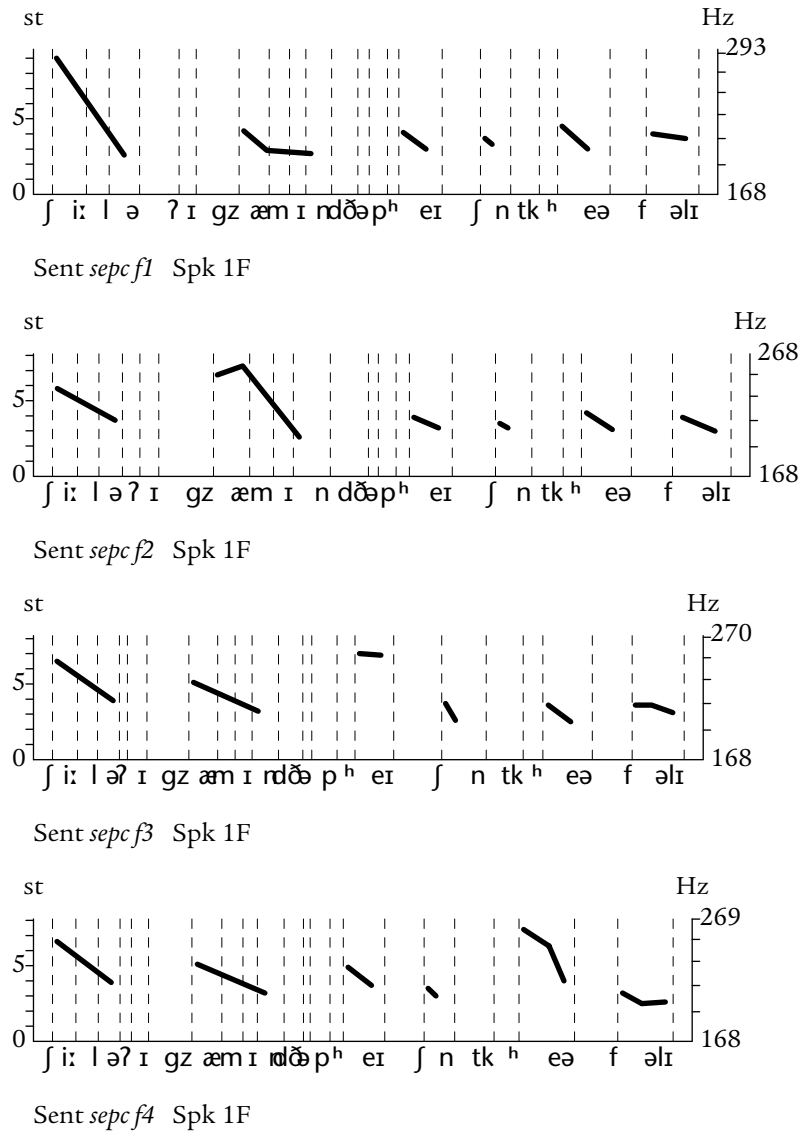 st Hz
293
5
0 168
ʃ iː l ə ʔ ɪ gz æm ɪ ndðəpʰ eɪ ʃ n tk ʰ eə f əlɪ
Sent sepc f1 Spk 1F
st Hz
268
5
0 168
ʃ iː l əʔ ɪ gz æm ɪ n dðəpʰ eɪ ʃ n tk ʰ eə f əlɪ
Sent sepc f2 Spk 1F
st Hz
270
5
0 168
ʃ iː l əʔ ɪ gz æm ɪ ndðə p ʰ eɪ ʃ n tk ʰ eə f əlɪ
Sent sepc f3 Spk 1F
st Hz
269
5
0 168
ʃ iː l əʔ ɪ gz æm ɪ ndðə pʰ eɪ ʃ n tk ʰ eə f əlɪ
Sent sepc f4 Spk 1F